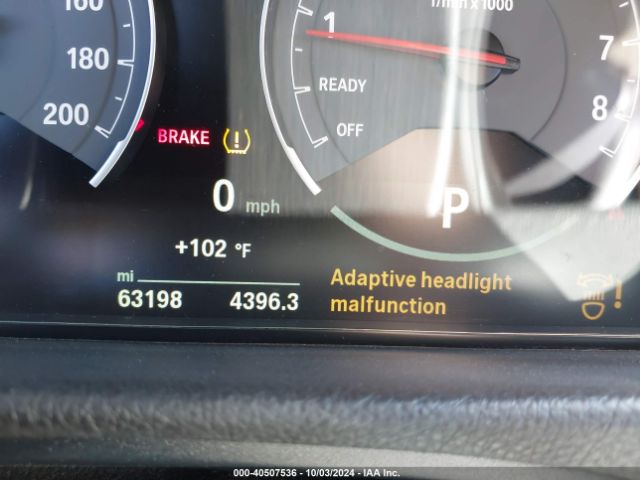 160
180
200
1/min x 1000
1
READY
OFF
7
8
BRAKE
0 mph
P
+102 °F
mi
63198 4396.3
Adaptive headlight
malfunction
000-40507536 - 10/03/2024 - IAA Inc.